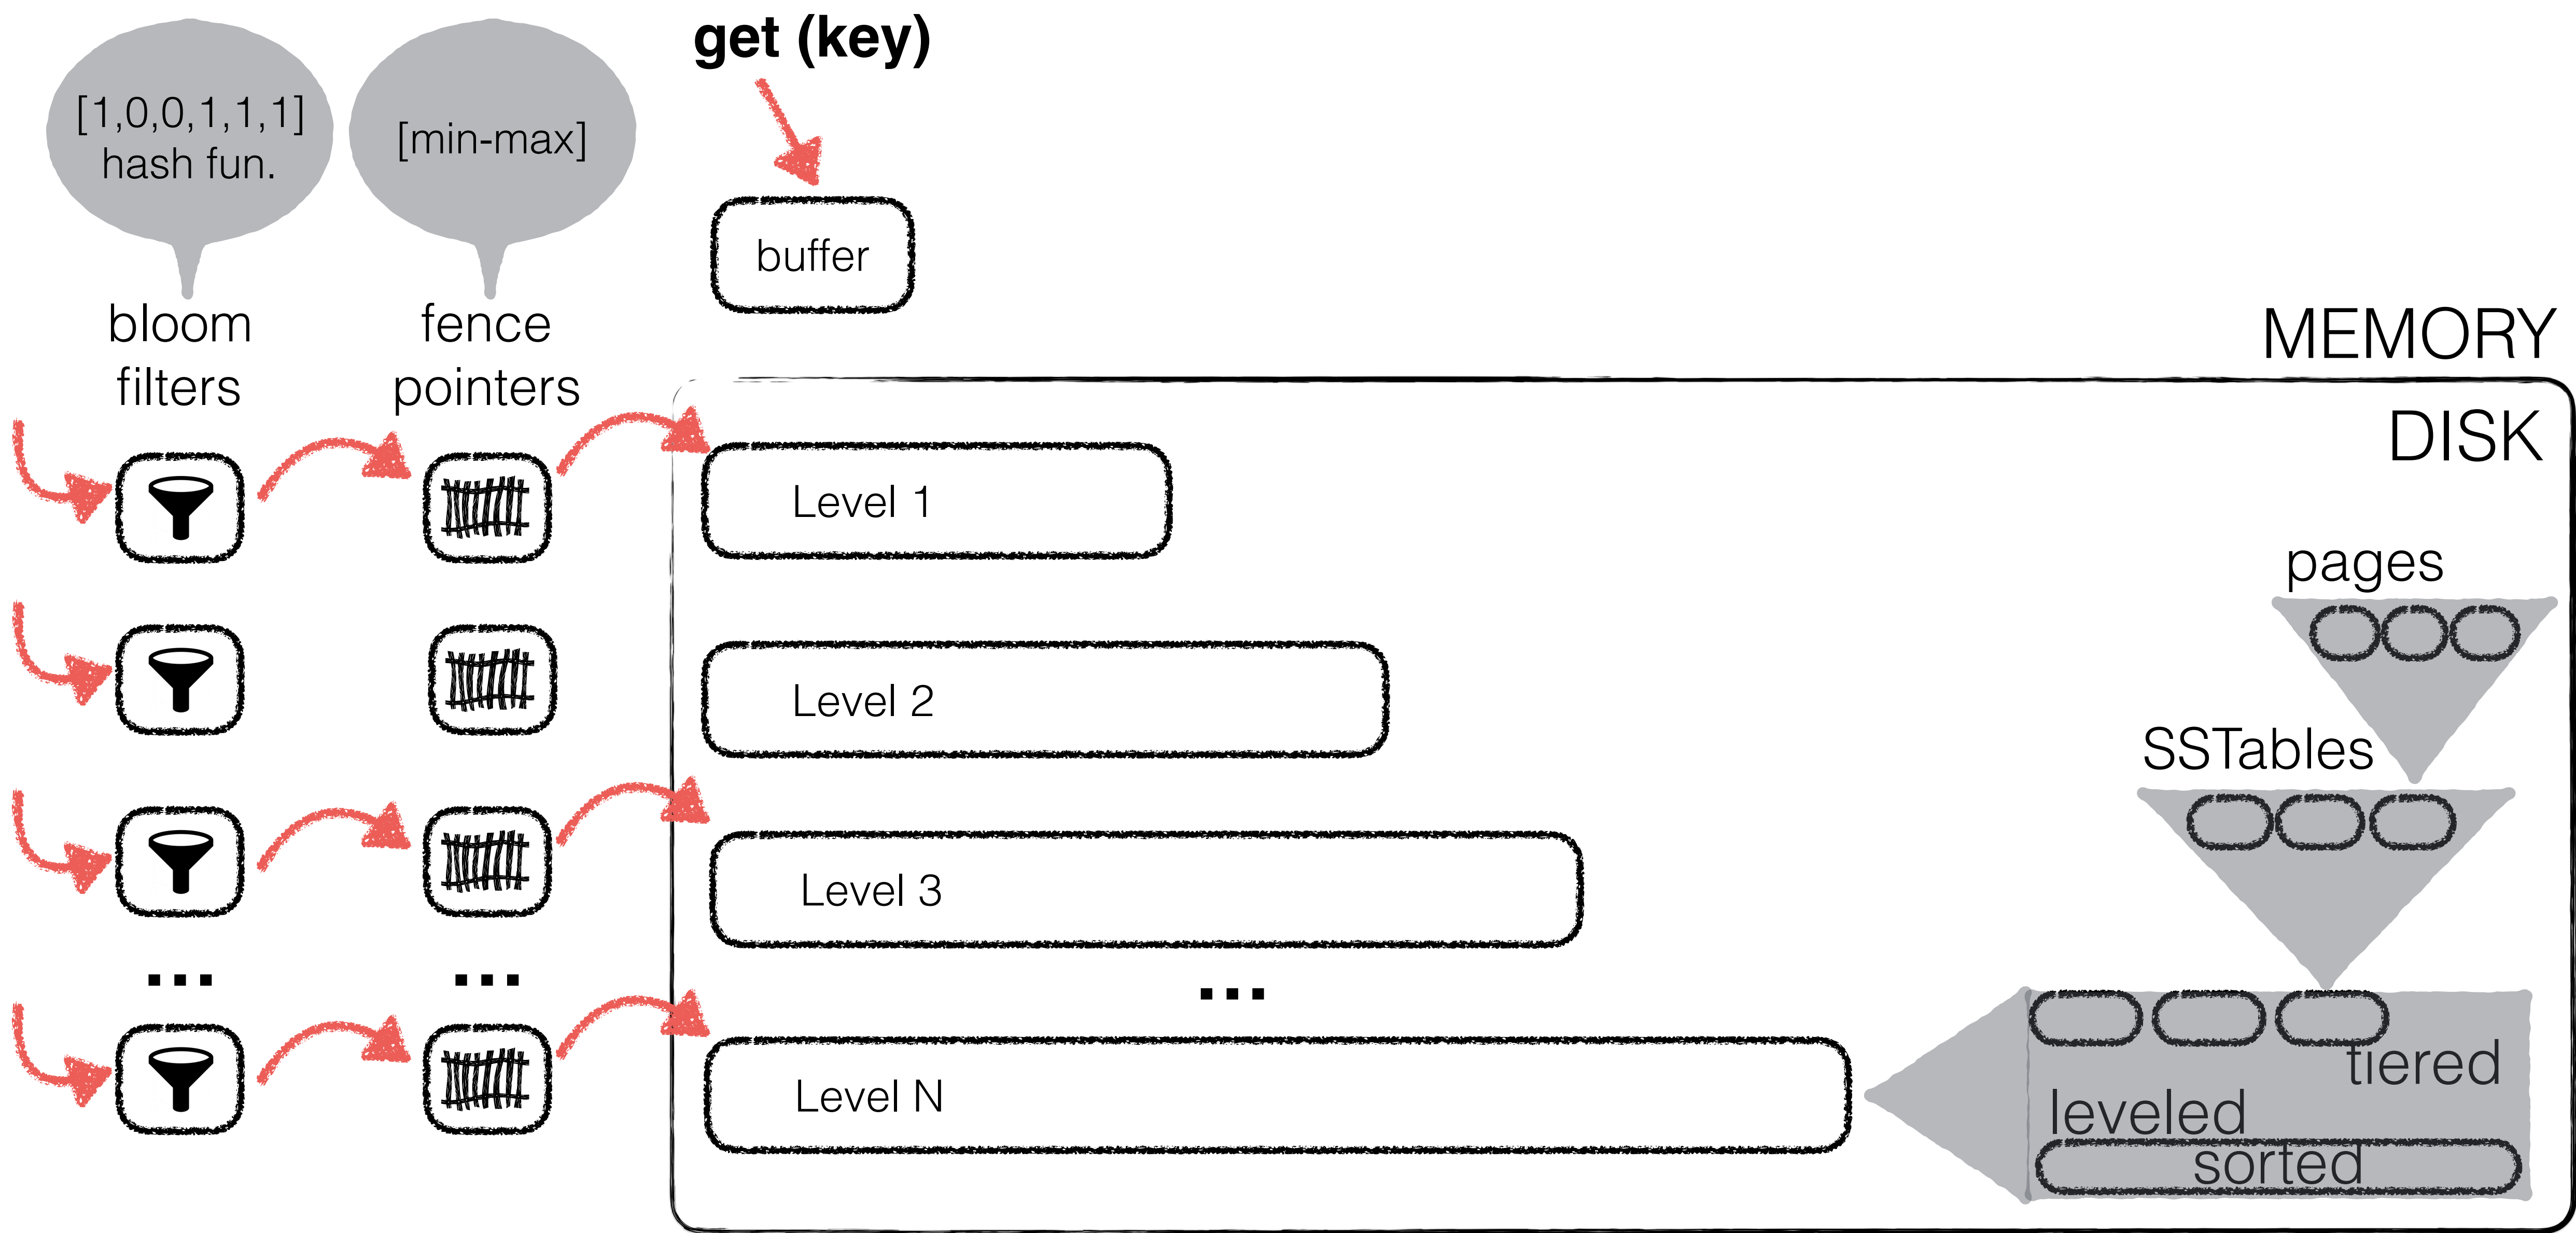 get (key)
[1,0,0,1,1,1]
hash fun.
[min-max]
buffer
bloom
filters
fence
pointers
MEMORY
DISK
Level 1
pages
Level 2
SSTables
Level 3
...
...
...
Level N
tiered
leveled
sorted